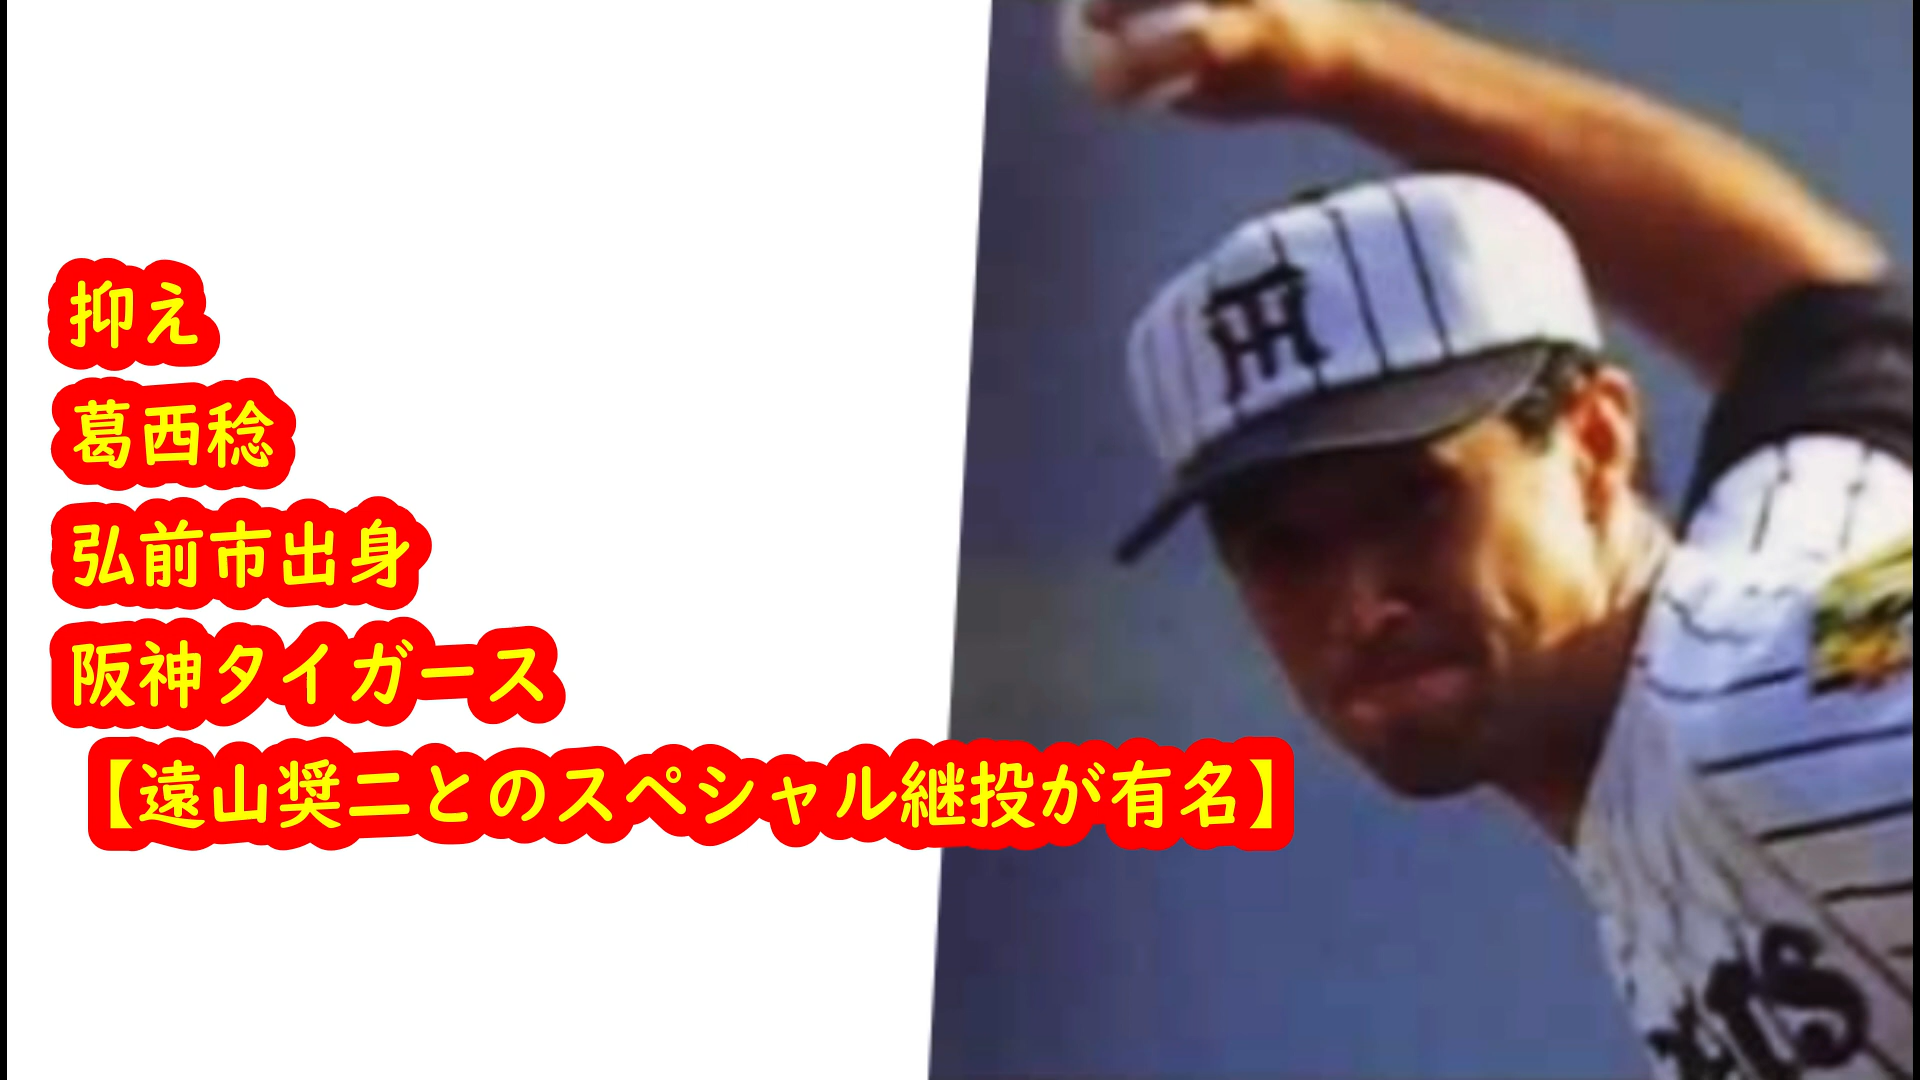 抑え
葛西稔
弘前市出身
阪神タイガース
【遠山奨二とのスペシャル継投が有名】
TH